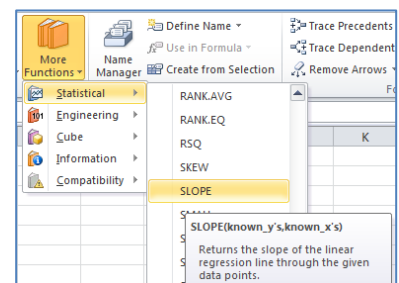 More
Functions
Name
Manager
Define Name
Use in Formula
Create from Selection
Trace Precedents
Trace Dependent
Remove Arrows
Statistical
Engineering
Cube
Information
Compatibility
RANK.AVG
RANK.EQ
RSQ
SKEW
SLOPE
K
SLOPE(known_y's,known_x's)
Returns the slope of the linear
regression line through the given
data points.